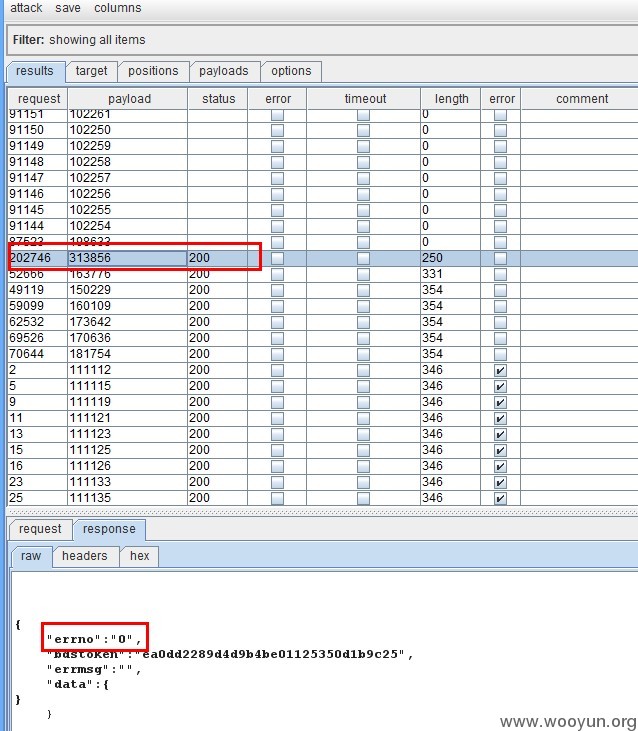 attack save columns
Filter: showing all items
results target positions payloads options
request payload status error timeout length error comment
91151 102261 0
91150 102250 0
91149 102259 0
91148 102258 0
91147 102257 0
91146 102256 0
91145 102255 0
91144 102254 0
87523 198633 0
202746 313856 200 250
52666 163776 200 331
49119 150229 200 354
59099 160109 200 354
62532 173642 200 354
69526 170636 200 354
70644 181754 200 354
2 111112 200 346
5 111115 200 346
9 111119 200 346
11 111121 200 346
13 111123 200 346
15 111125 200 346
16 111126 200 346
23 111133 200 346
25 111135 200 346
request response
raw headers hex
{
"errno":"0",
"bdstoken":"ea0dd2289d4d9b4be01125350d1b9c25",
"errmsg":"",
"data":{
}
}
www.wooyun.org